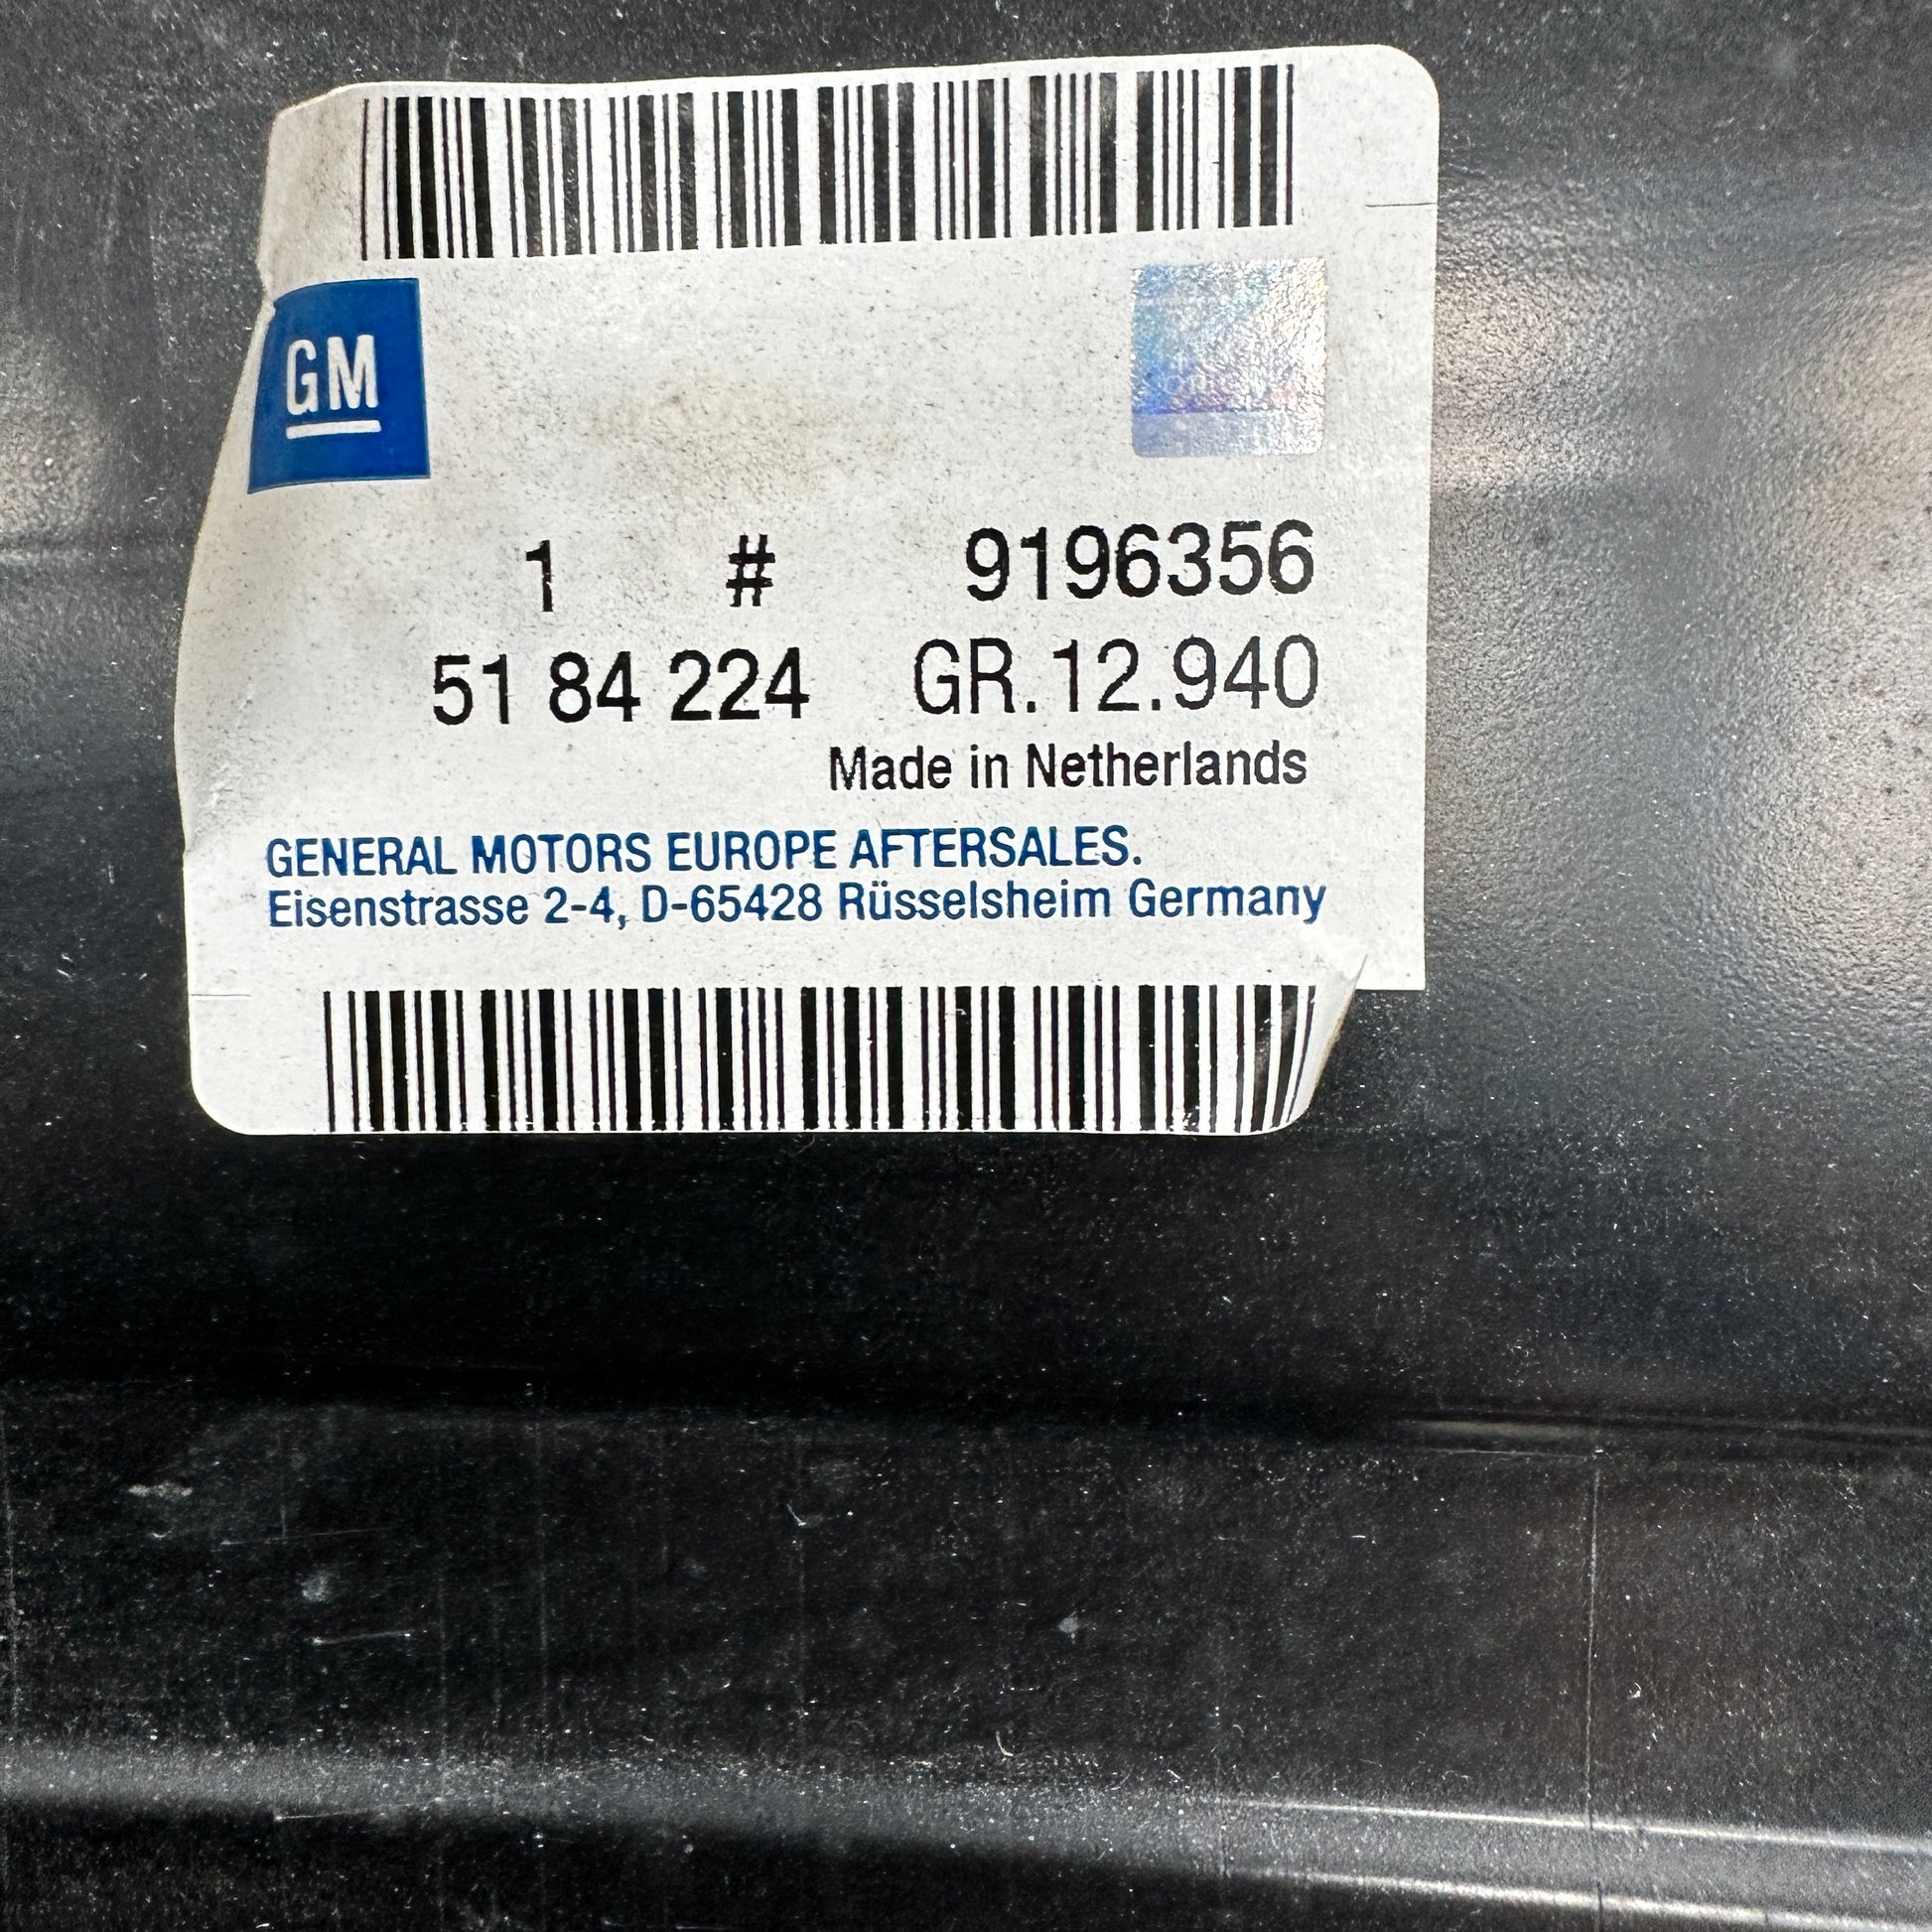 GM
1 # 9196356
51 84 224 GR.12.940
Made in Netherlands
GENERAL MOTORS EUROPE AFTERSALES.
Eisenstrasse 2-4, D-65428 Rüsselsheim Germany